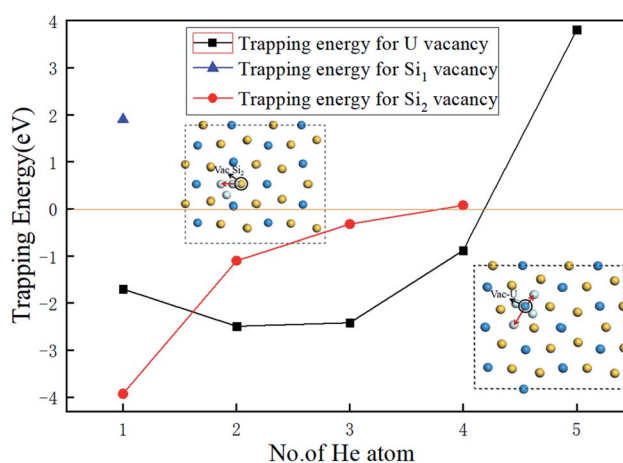 Trapping Energy(eV)
4
3
2
1
0
-1
-2
-3
-4
Trapping energy for U vacancy
Trapping energy for Si1 vacancy
Trapping energy for Si2 vacancy
Vac Si2
Vac-U
1 2 3 4 5
No.of He atom